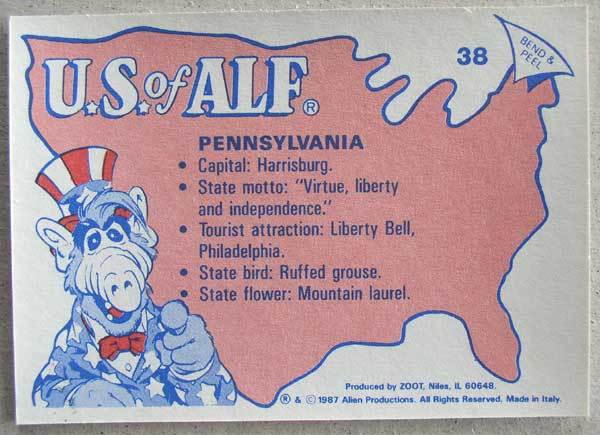 38
BEND &
PEEL
U.S. of ALF®
PENNSYLVANIA
• Capital: Harrisburg.
• State motto: "Virtue, liberty
and independence."
• Tourist attraction: Liberty Bell,
Philadelphia.
• State bird: Ruffed grouse.
• State flower: Mountain laurel.
Produced by ZOOT, Niles, IL 60648.
® & © 1987 Alien Productions. All Rights Reserved. Made in Italy.